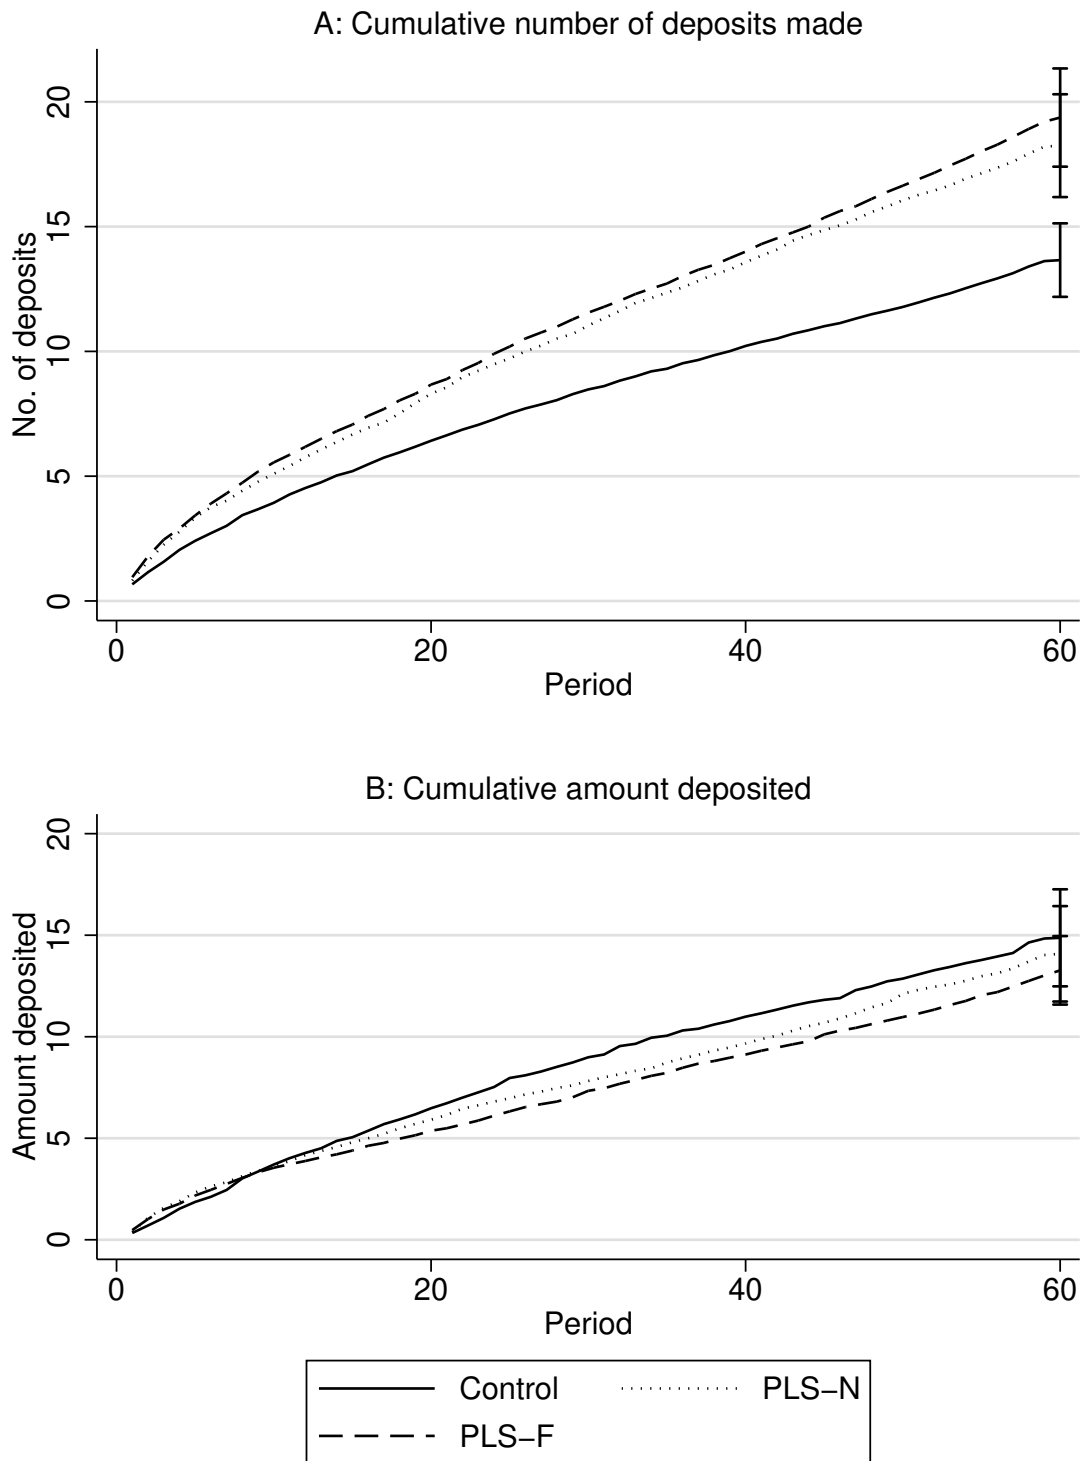 A: Cumulative number of deposits made
No. of deposits
20
15
10
5
0
0 20 40 60
Period
B: Cumulative amount deposited
Amount deposited
20
15
10
5
0
0 20 40 60
Period
Control PLS−N
PLS−F